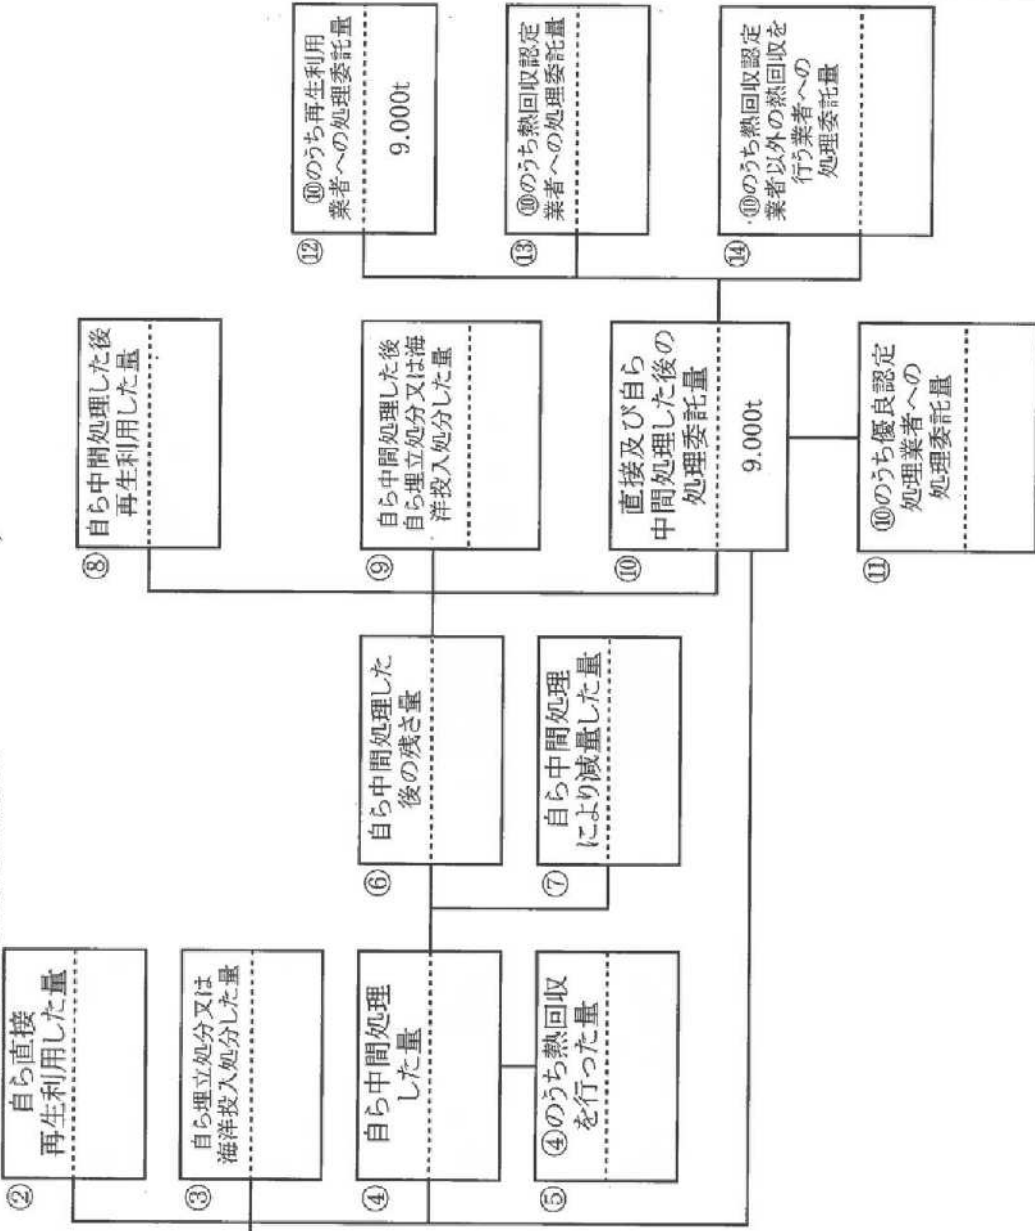 ②
自ら直接
再生利用した量
③
自ら埋立処分又は
海洋投入処分した量
④
自ら中間処理
した量
⑤
④のうち熱回収
を行った量
⑥
自ら中間処理した
後の残さ量
⑦
自ら中間処理
により減量した量
⑧
自ら中間処理した後
再生利用した量
⑨
自ら中間処理した後
自ら埋立処分又は海
洋投入処分した量
⑩
直接及び自ら
中間処理した後の
処理委託量
9.000t
⑪
⑩のうち優良認定
処理業者への
処理委託量
⑫
⑩のうち再生利用
業者への処理委託量
9.000t
⑬
⑩のうち熱回収認定
業者への処理委託量
⑭
⑩のうち熱回収認定
業者以外の熱回収を
行う業者への
処理委託量